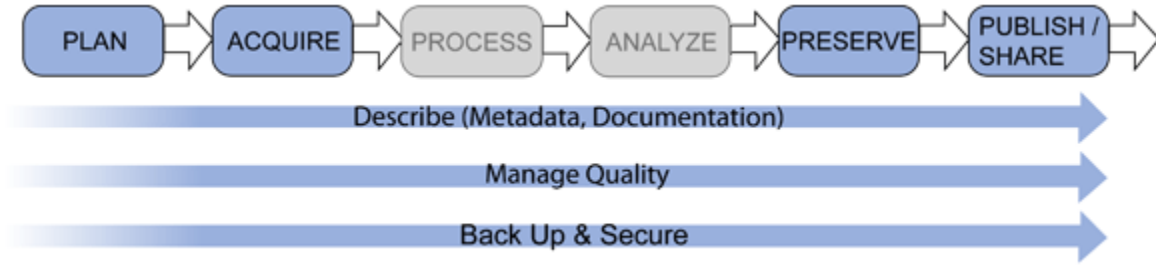 PLAN
ACQUIRE
PROCESS
ANALYZE
PRESERVE
PUBLISH /
SHARE
Describe (Metadata, Documentation)
Manage Quality
Back Up & Secure